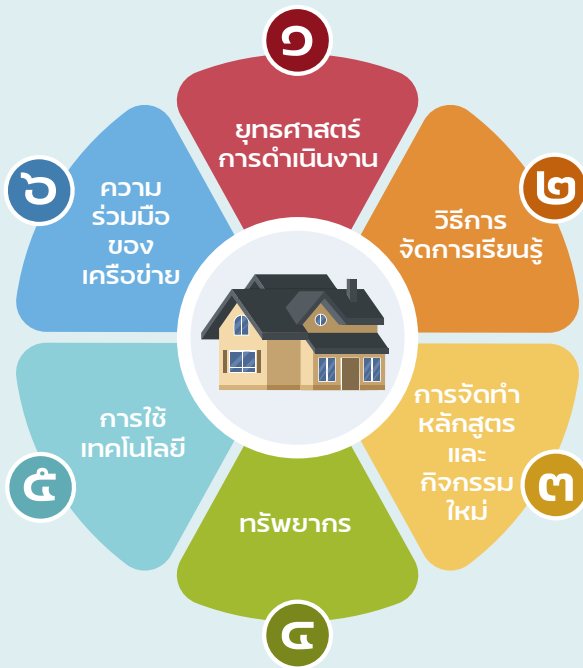 ๑
ยุทธศาสตร์
การดำเนินงาน
๒
วิธีการ
จัดการเรียนรู้
๓
การจัดทำ
หลักสูตร
และ
กิจกรรม
ใหม่
๔
ทรัพยากร
๕
การใช้
เทคโนโลยี
๖
ความ
ร่วมมือ
ของ
เครือข่าย